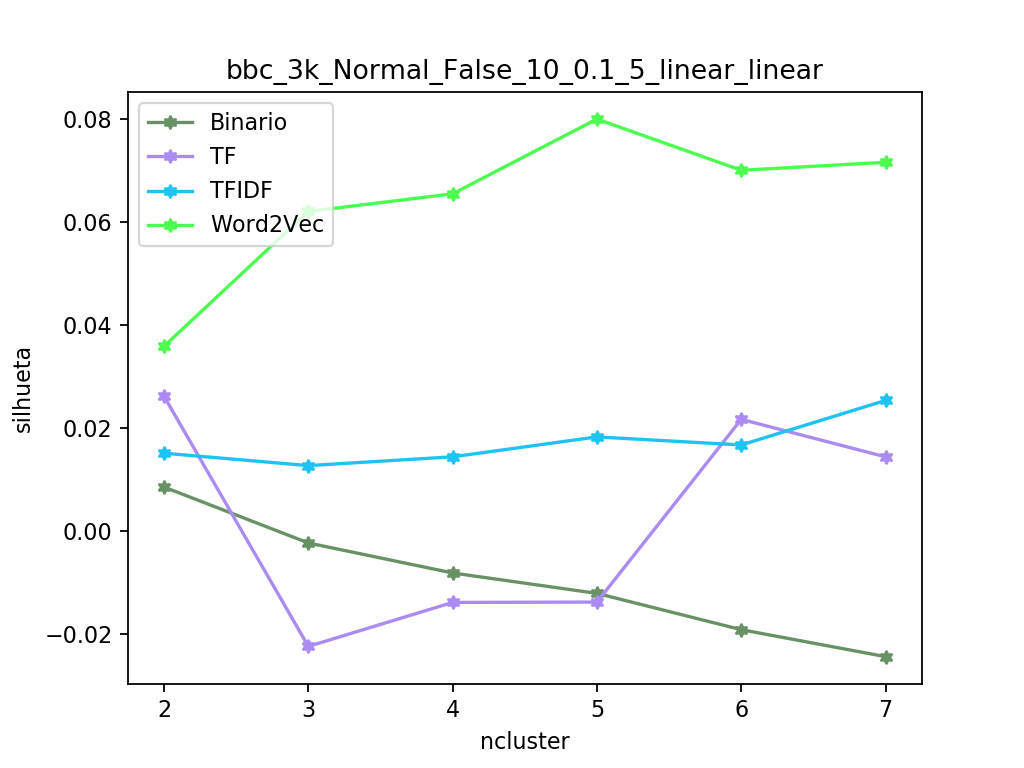 bbc_3k_Normal_False_10_0.1_5_linear_linear
Binario
TF
TFIDF
Word2Vec
0.08
0.06
0.04
0.02
0.00
−0.02
silhueta
2 3 4 5 6 7
ncluster